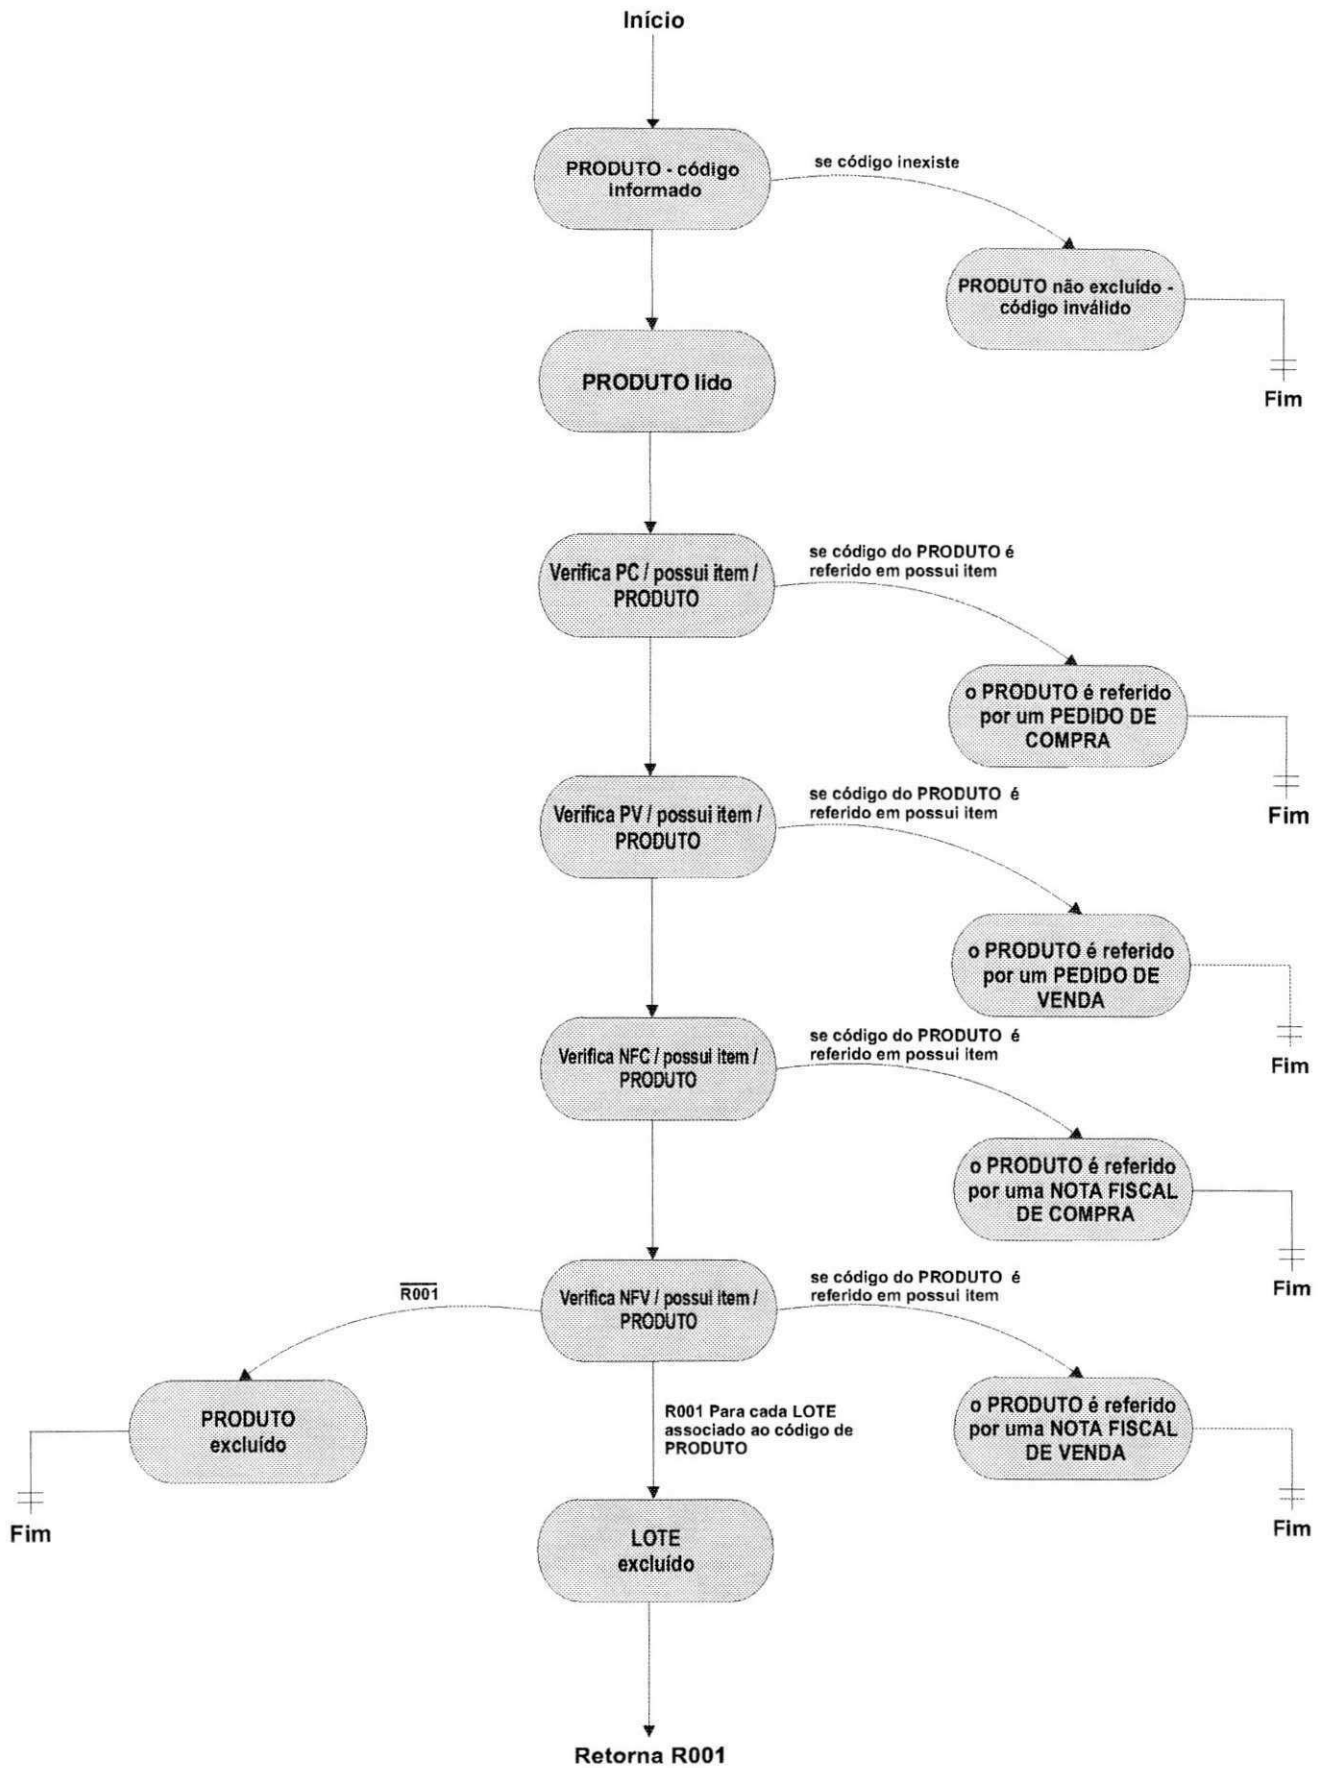 Início
PRODUTO - código
informado
se código inexiste
PRODUTO não excluído -
código inválido
Fim
PRODUTO lido
Verifica PC / possui item /
PRODUTO
se código do PRODUTO é
referido em possui item
o PRODUTO é referido
por um PEDIDO DE
COMPRA
Fim
Verifica PV / possui item /
PRODUTO
se código do PRODUTO é
referido em possui item
o PRODUTO é referido
por um PEDIDO DE
VENDA
Fim
Verifica NFC / possui item /
PRODUTO
se código do PRODUTO é
referido em possui item
o PRODUTO é referido
por uma NOTA FISCAL
DE COMPRA
Fim
R001
Verifica NFV / possui item /
PRODUTO
se código do PRODUTO é
referido em possui item
PRODUTO
excluído
Fim
R001 Para cada LOTE
associado ao código de
PRODUTO
o PRODUTO é referido
por uma NOTA FISCAL
DE VENDA
Fim
LOTE
excluído
Retorna R001